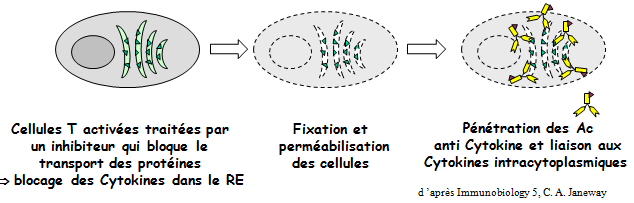 Cellules T activées traitées par
un inhibiteur qui bloque le
transport des protéines
⇒ blocage des Cytokines dans le RE
Fixation et
perméabilisation
des cellules
Pénétration des Ac
anti Cytokine et liaison aux
Cytokines intracytoplasmiques
d 'après Immunobiology 5, C. A. Janeway